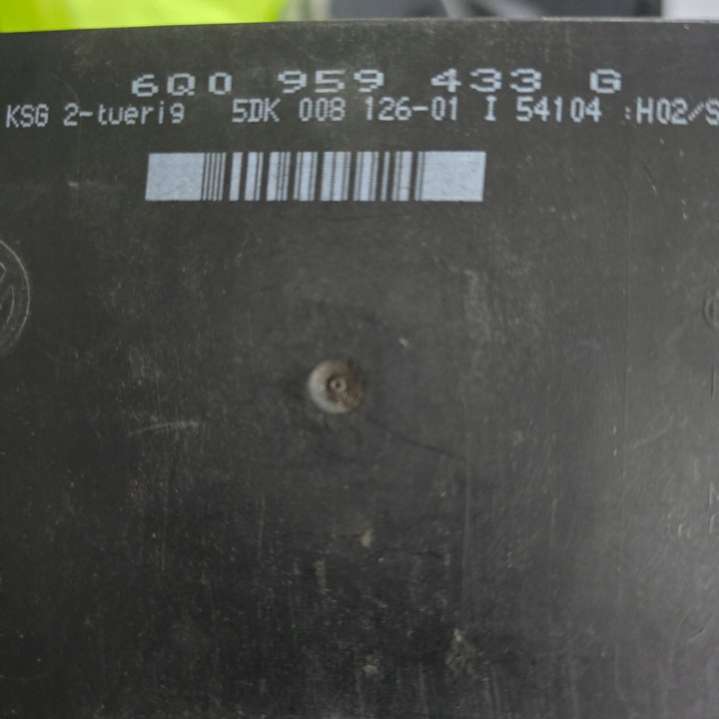 6Q0 959 433 G
KSG 2-tuerig 5DK 008 126-01 I 54104 :H02/S